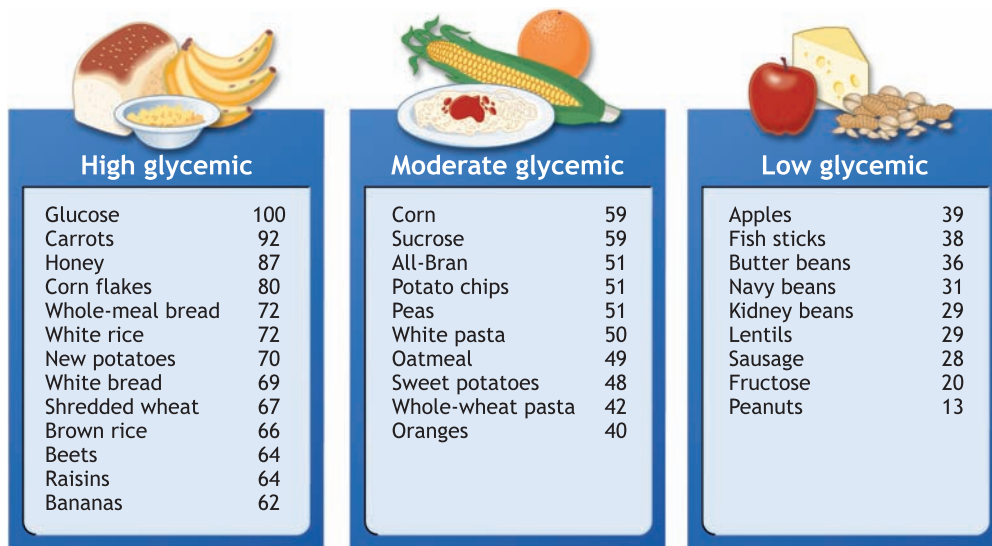 High glycemic
Glucose 100
Carrots 92
Honey 87
Corn flakes 80
Whole-meal bread 72
White rice 72
New potatoes 70
White bread 69
Shredded wheat 67
Brown rice 66
Beets 64
Raisins 64
Bananas 62
Moderate glycemic
Corn 59
Sucrose 59
All-Bran 51
Potato chips 51
Peas 51
White pasta 50
Oatmeal 49
Sweet potatoes 48
Whole-wheat pasta 42
Oranges 40
Low glycemic
Apples 39
Fish sticks 38
Butter beans 36
Navy beans 31
Kidney beans 29
Lentils 29
Sausage 28
Fructose 20
Peanuts 13